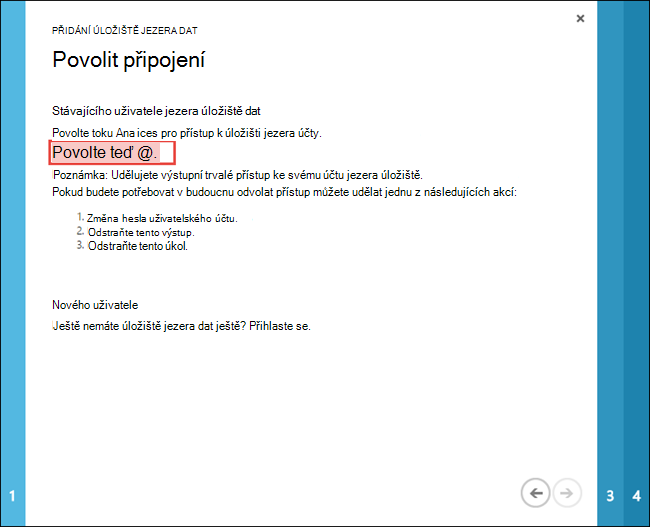 PŘIDÁNÍ ÚLOŽIŠTĚ JEZERA DAT
Povolit připojení
Stávajícího uživatele jezera úložiště dat
Povolte toku Ana ices pro přístup k úložišti jezera účty.
Povolte teď @.
Poznámka: Udělujete výstupní trvalé přístup ke svému účtu jezera úložiště.
Pokud budete potřebovat v budoucnu odvolat přístup můžete udělat jednu z následujících akcí:
1. Změna hesla uživatelského účtu.
2. Odstraňte tento výstup.
3. Odstraňte tento úkol.
Nového uživatele
Ještě nemáte úložiště jezera dat ještě? Přihlaste se.
1
3
4